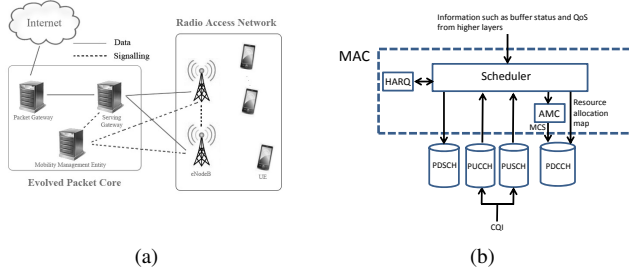 Internet
Data
Signalling
Radio Access Network
Packet Gateway
Serving
Gateway
Mobility Management Entity
Evolved Packet Core
eNodeB
UE
(a)
Information such as buffer status and QoS
from higher layers
MAC
HARQ
Scheduler
AMC
MCS
Resource
allocation
map
PDSCH
PUCCH
PUSCH
PDCCH
CQI
(b)